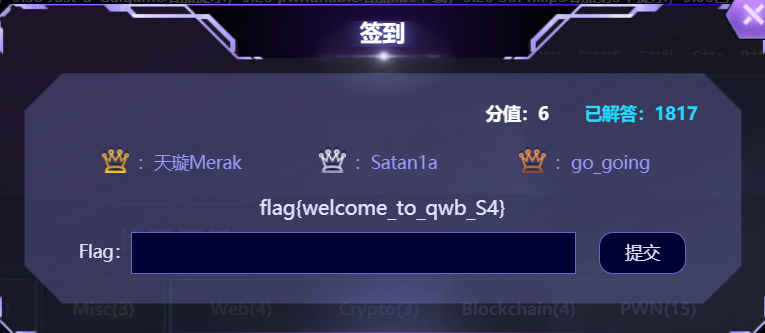 签到
分值：6 已解答：1817
：天璇Merak ：Satan1a ：go_going
flag{welcome_to_qwb_S4}
Flag: 提交
Misc(3) Web(4) Crypto(3) Blockchain(4) PWN(15)